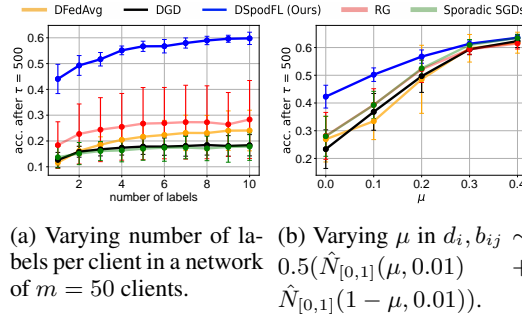 DFedAvg DGD DSpodFL (Ours) RG Sporadic SGDs
acc. after τ = 500
0.6
0.5
0.4
0.3
0.2
0.1
2 4 6 8 10
number of labels
acc. after τ = 500
0.6
0.5
0.4
0.3
0.2
0.0 0.1 0.2 0.3 0.4
μ
(a) Varying number of la-
bels per client in a network
of m = 50 clients.
(b) Varying μ in d_i, b_{ij} ∼
0.5(N̂_{[0,1]}(μ, 0.01) +
N̂_{[0,1]}(1 − μ, 0.01)).